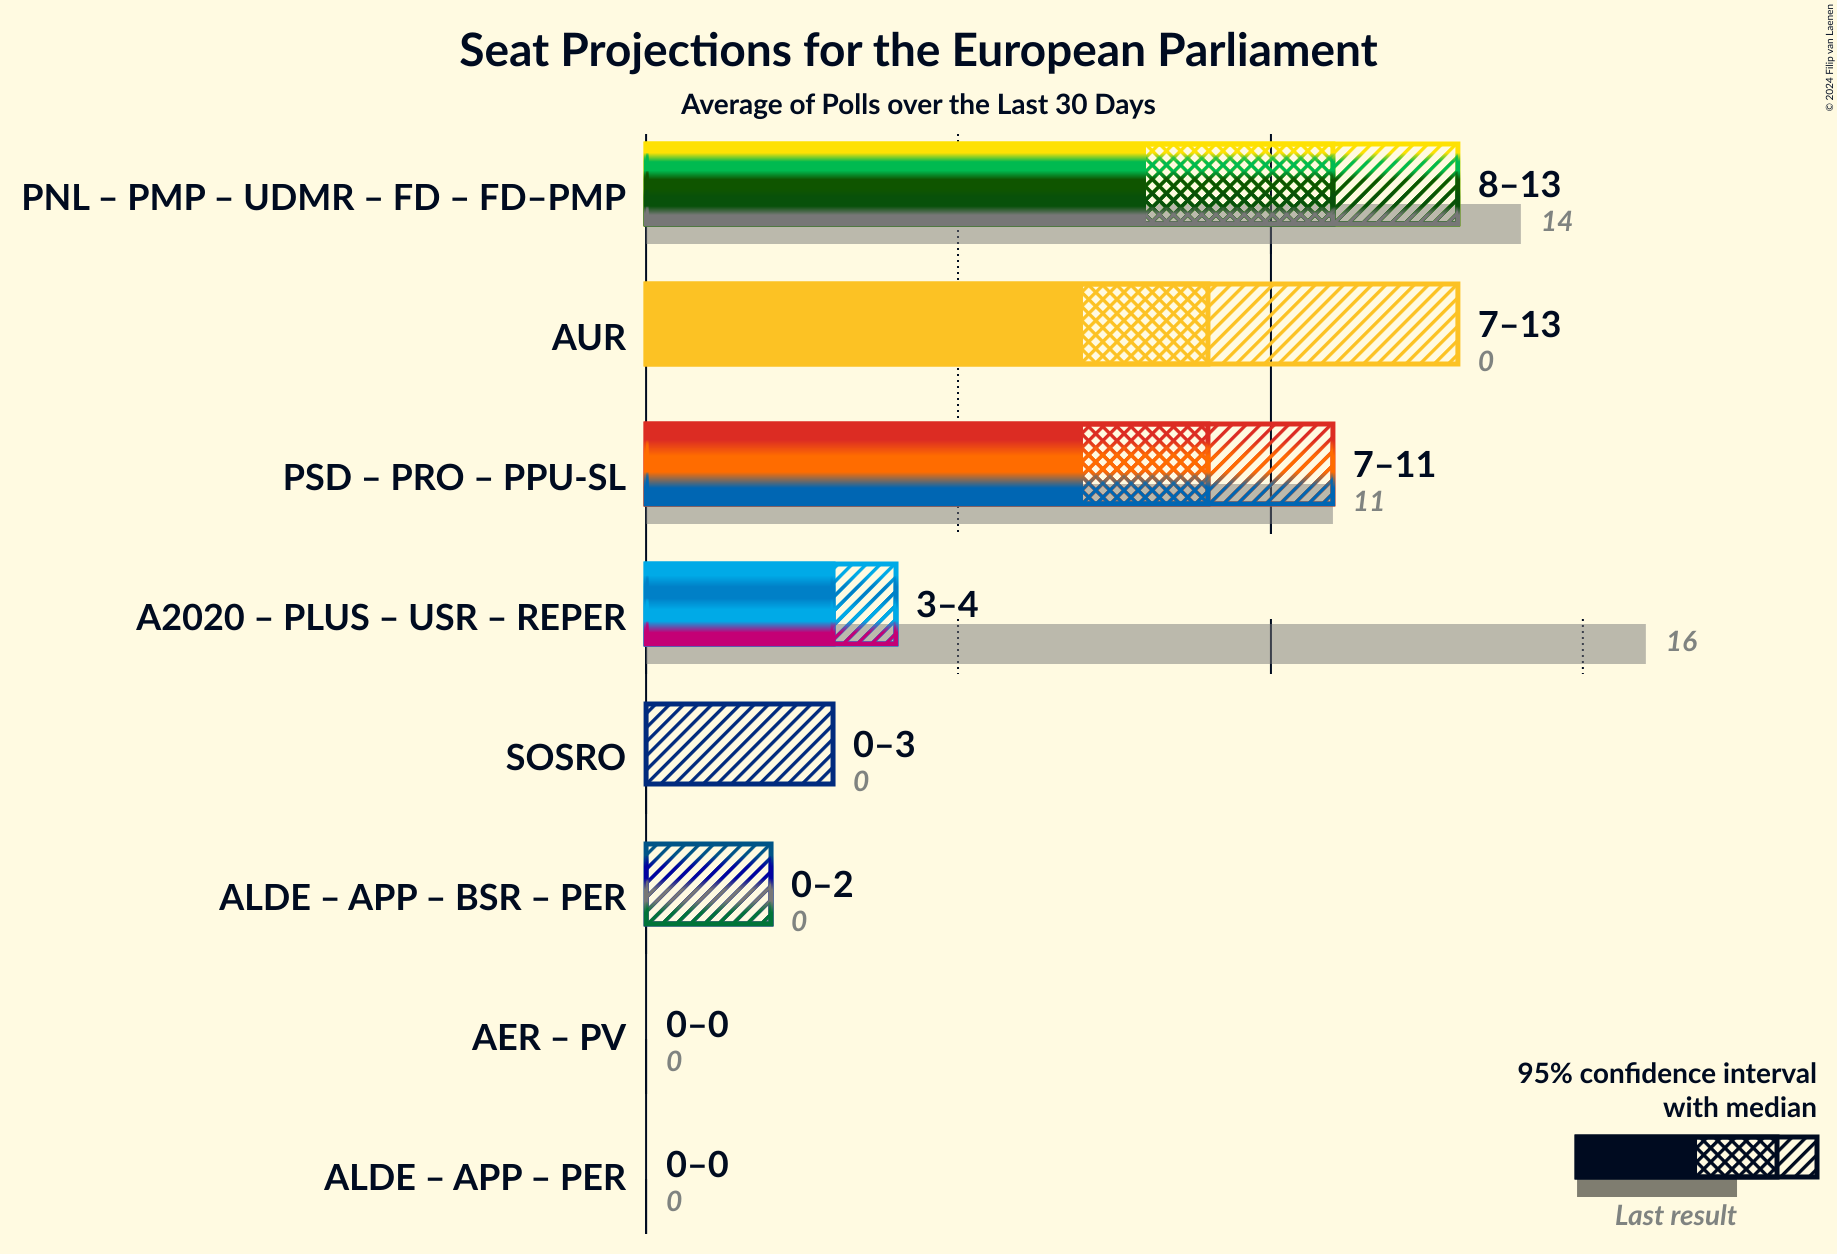 Seat Projections for the European Parliament
Average of Polls over the Last 30 Days
© 2024 Filip van Laenen
PNL – PMP – UDMR – FD – FD–PMP
8–13
14
AUR
7–13
0
PSD – PRO – PPU-SL
7–11
11
A2020 – PLUS – USR – REPER
3–4
16
SOSRO
0–3
0
ALDE – APP – BSR – PER
0–2
0
AER – PV
0–0
0
ALDE – APP – PER
0–0
0
95% confidence interval
with median
Last result